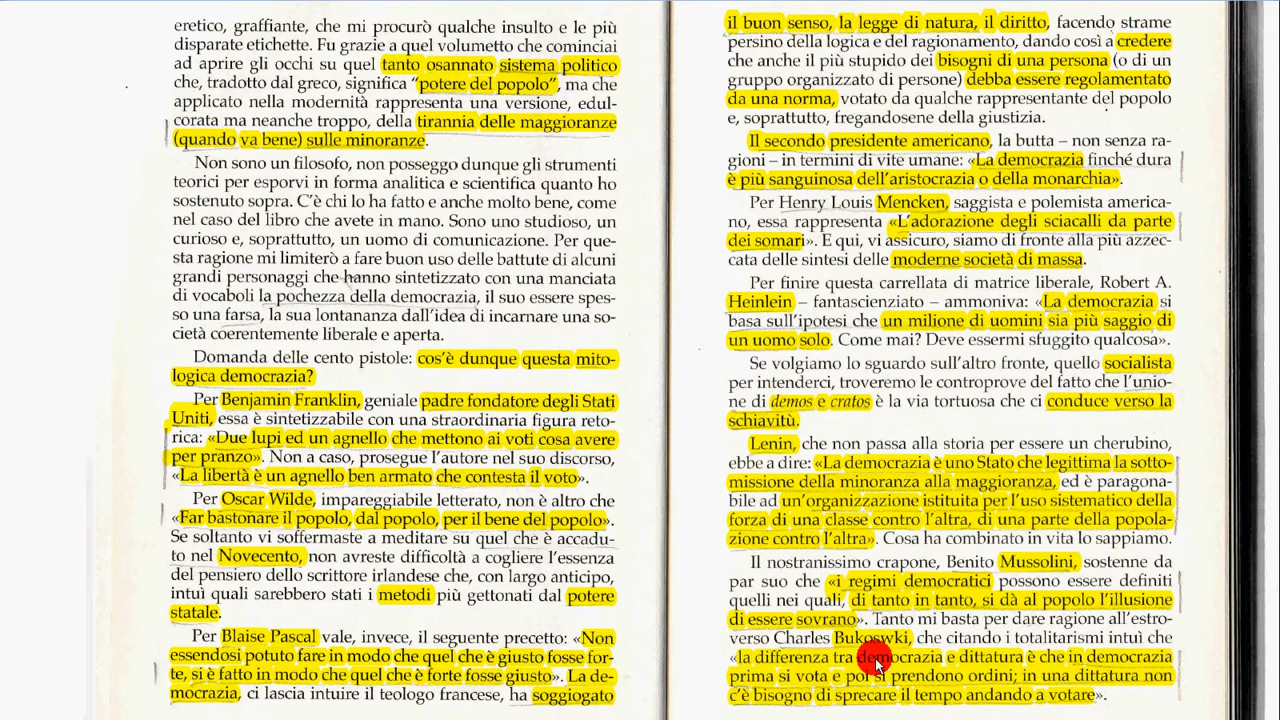 eretico, graffiante, che mi procurò qualche insulto e le più
disparate etichette. Fu grazie a quel volumetto che cominciai
ad aprire gli occhi su quel tanto osannato sistema politico
che, tradotto dal greco, significa “potere del popolo”, ma che
applicato nella modernità rappresenta una versione, edul-
corata ma neanche troppo, della tirannia delle maggioranze
(quando va bene) sulle minoranze.
Non sono un filosofo, non posseggo dunque gli strumenti
teorici per esporvi in forma analitica e scientifica quanto ho
sostenuto sopra. C’è chi lo ha fatto e anche molto bene, come
nel caso del libro che avete in mano. Sono uno studioso, un
curioso e, soprattutto, un uomo di comunicazione. Per que-
sta ragione mi limiterò a fare buon uso delle battute di alcuni
grandi personaggi che hanno sintetizzato con una manciata
di vocaboli la pochezza della democrazia, il suo essere spes-
so una farsa, la sua lontananza dall’idea di incarnare una so-
cietà coerentemente liberale e aperta.
Domanda delle cento pistole: cos’è dunque questa mito-
logica democrazia?
Per Benjamin Franklin, geniale padre fondatore degli Stati
Uniti, essa è sintetizzabile con una straordinaria figura reto-
rica: «Due lupi ed un agnello che mettono ai voti cosa avere
per pranzo». Non a caso, prosegue l’autore nel suo discorso,
«La libertà è un agnello ben armato che contesta il voto».
Per Oscar Wilde, impareggiabile letterato, non è altro che
«Far bastonare il popolo, dal popolo, per il bene del popolo».
Se soltanto vi soffermaste a meditare su quel che è accadu-
to nel Novecento, non avreste difficoltà a cogliere l’essenza
del pensiero dello scrittore irlandese che, con largo anticipo,
intuì quali sarebbero stati i metodi più gettonati dal potere
statale.
Per Blaise Pascal vale, invece, il seguente precetto: «Non
essendosi potuto fare in modo che quel che è giusto fosse for-
te, si è fatto in modo che quel che è forte fosse giusto». La de-
mocrazia, ci lascia intuire il teologo francese, ha soggiogato
il buon senso, la legge di natura, il diritto, facendo strame
persino della logica e del ragionamento, dando così a credere
che anche il più stupido dei bisogni di una persona (o di un
gruppo organizzato di persone) debba essere regolamentato
da una norma, votato da qualche rappresentante del popolo
e, soprattutto, fregandosene della giustizia.
Il secondo presidente americano, la butta – non senza ra-
gioni – in termini di vite umane: «La democrazia finché dura
è più sanguinosa dell’aristocrazia o della monarchia».
Per Henry Louis Mencken, saggista e polemista america-
no, essa rappresenta «L’adorazione degli sciacalli da parte
dei somari». E qui, vi assicuro, siamo di fronte alla più azzec-
cata delle sintesi delle moderne società di massa.
Per finire questa carrellata di matrice liberale, Robert A.
Heinlein – fantascienziato – ammoniva: «La democrazia si
basa sull’ipotesi che un milione di uomini sia più saggio di
un uomo solo. Come mai? Deve essermi sfuggito qualcosa».
Se volgiamo lo sguardo sull’altro fronte, quello socialista
per intenderci, troveremo le controprove del fatto che l’unio-
ne di demos e cratos è la via tortuosa che ci conduce verso la
schiavitù.
Lenin, che non passa alla storia per essere un cherubino,
ebbe a dire: «La democrazia è uno Stato che legittima la sotto-
missione della minoranza alla maggioranza, ed è paragona-
bile ad un’organizzazione istituita per l’uso sistematico della
forza di una classe contro l’altra, di una parte della popola-
zione contro l’altra». Cosa ha combinato in vita lo sappiamo.
Il nostranissimo crapone, Benito Mussolini, sostenne da
par suo che «i regimi democratici possono essere definiti
quelli nei quali, di tanto in tanto, si dà al popolo l’illusione
di essere sovrano». Tanto mi basta per dare ragione all’estro-
verso Charles Bukoswki, che citando i totalitarismi intuì che
«la differenza tra democrazia e dittatura è che in democrazia
prima si vota e poi si prendono ordini; in una dittatura non
c’è bisogno di sprecare il tempo andando a votare».